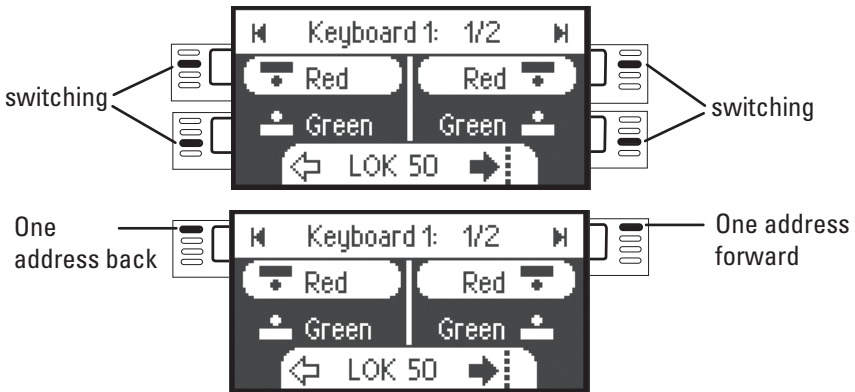 Keyboard 1: 1/2
Red Red
switching switching
Green Green
LOK 50
One
address back
One address
forward
Keyboard 1: 1/2
Red Red
Green Green
LOK 50